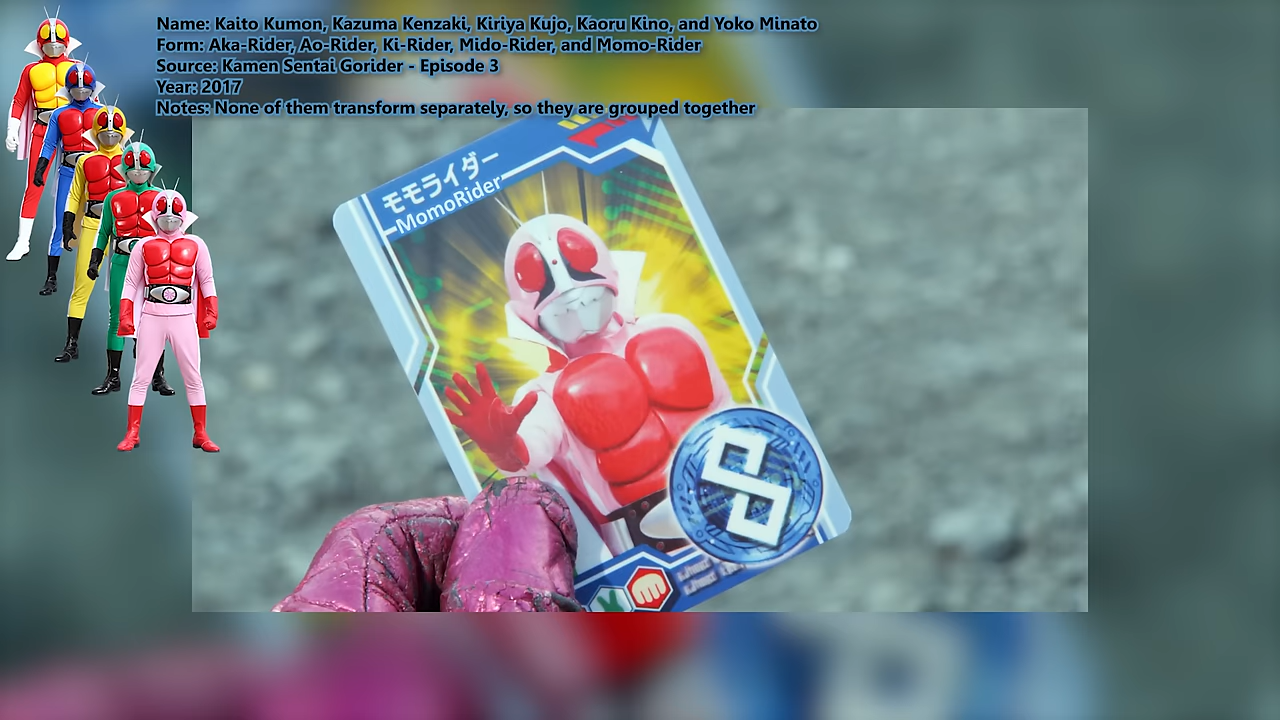 Name: Kaito Kumon, Kazuma Kenzaki, Kiriya Kujo, Kaoru Kino, and Yoko Minato
Form: Aka-Rider, Ao-Rider, Ki-Rider, Mido-Rider, and Momo-Rider
Source: Kamen Sentai Gorider - Episode 3
Year: 2017
Notes: None of them transform separately, so they are grouped together
モモライダー
MomoRider